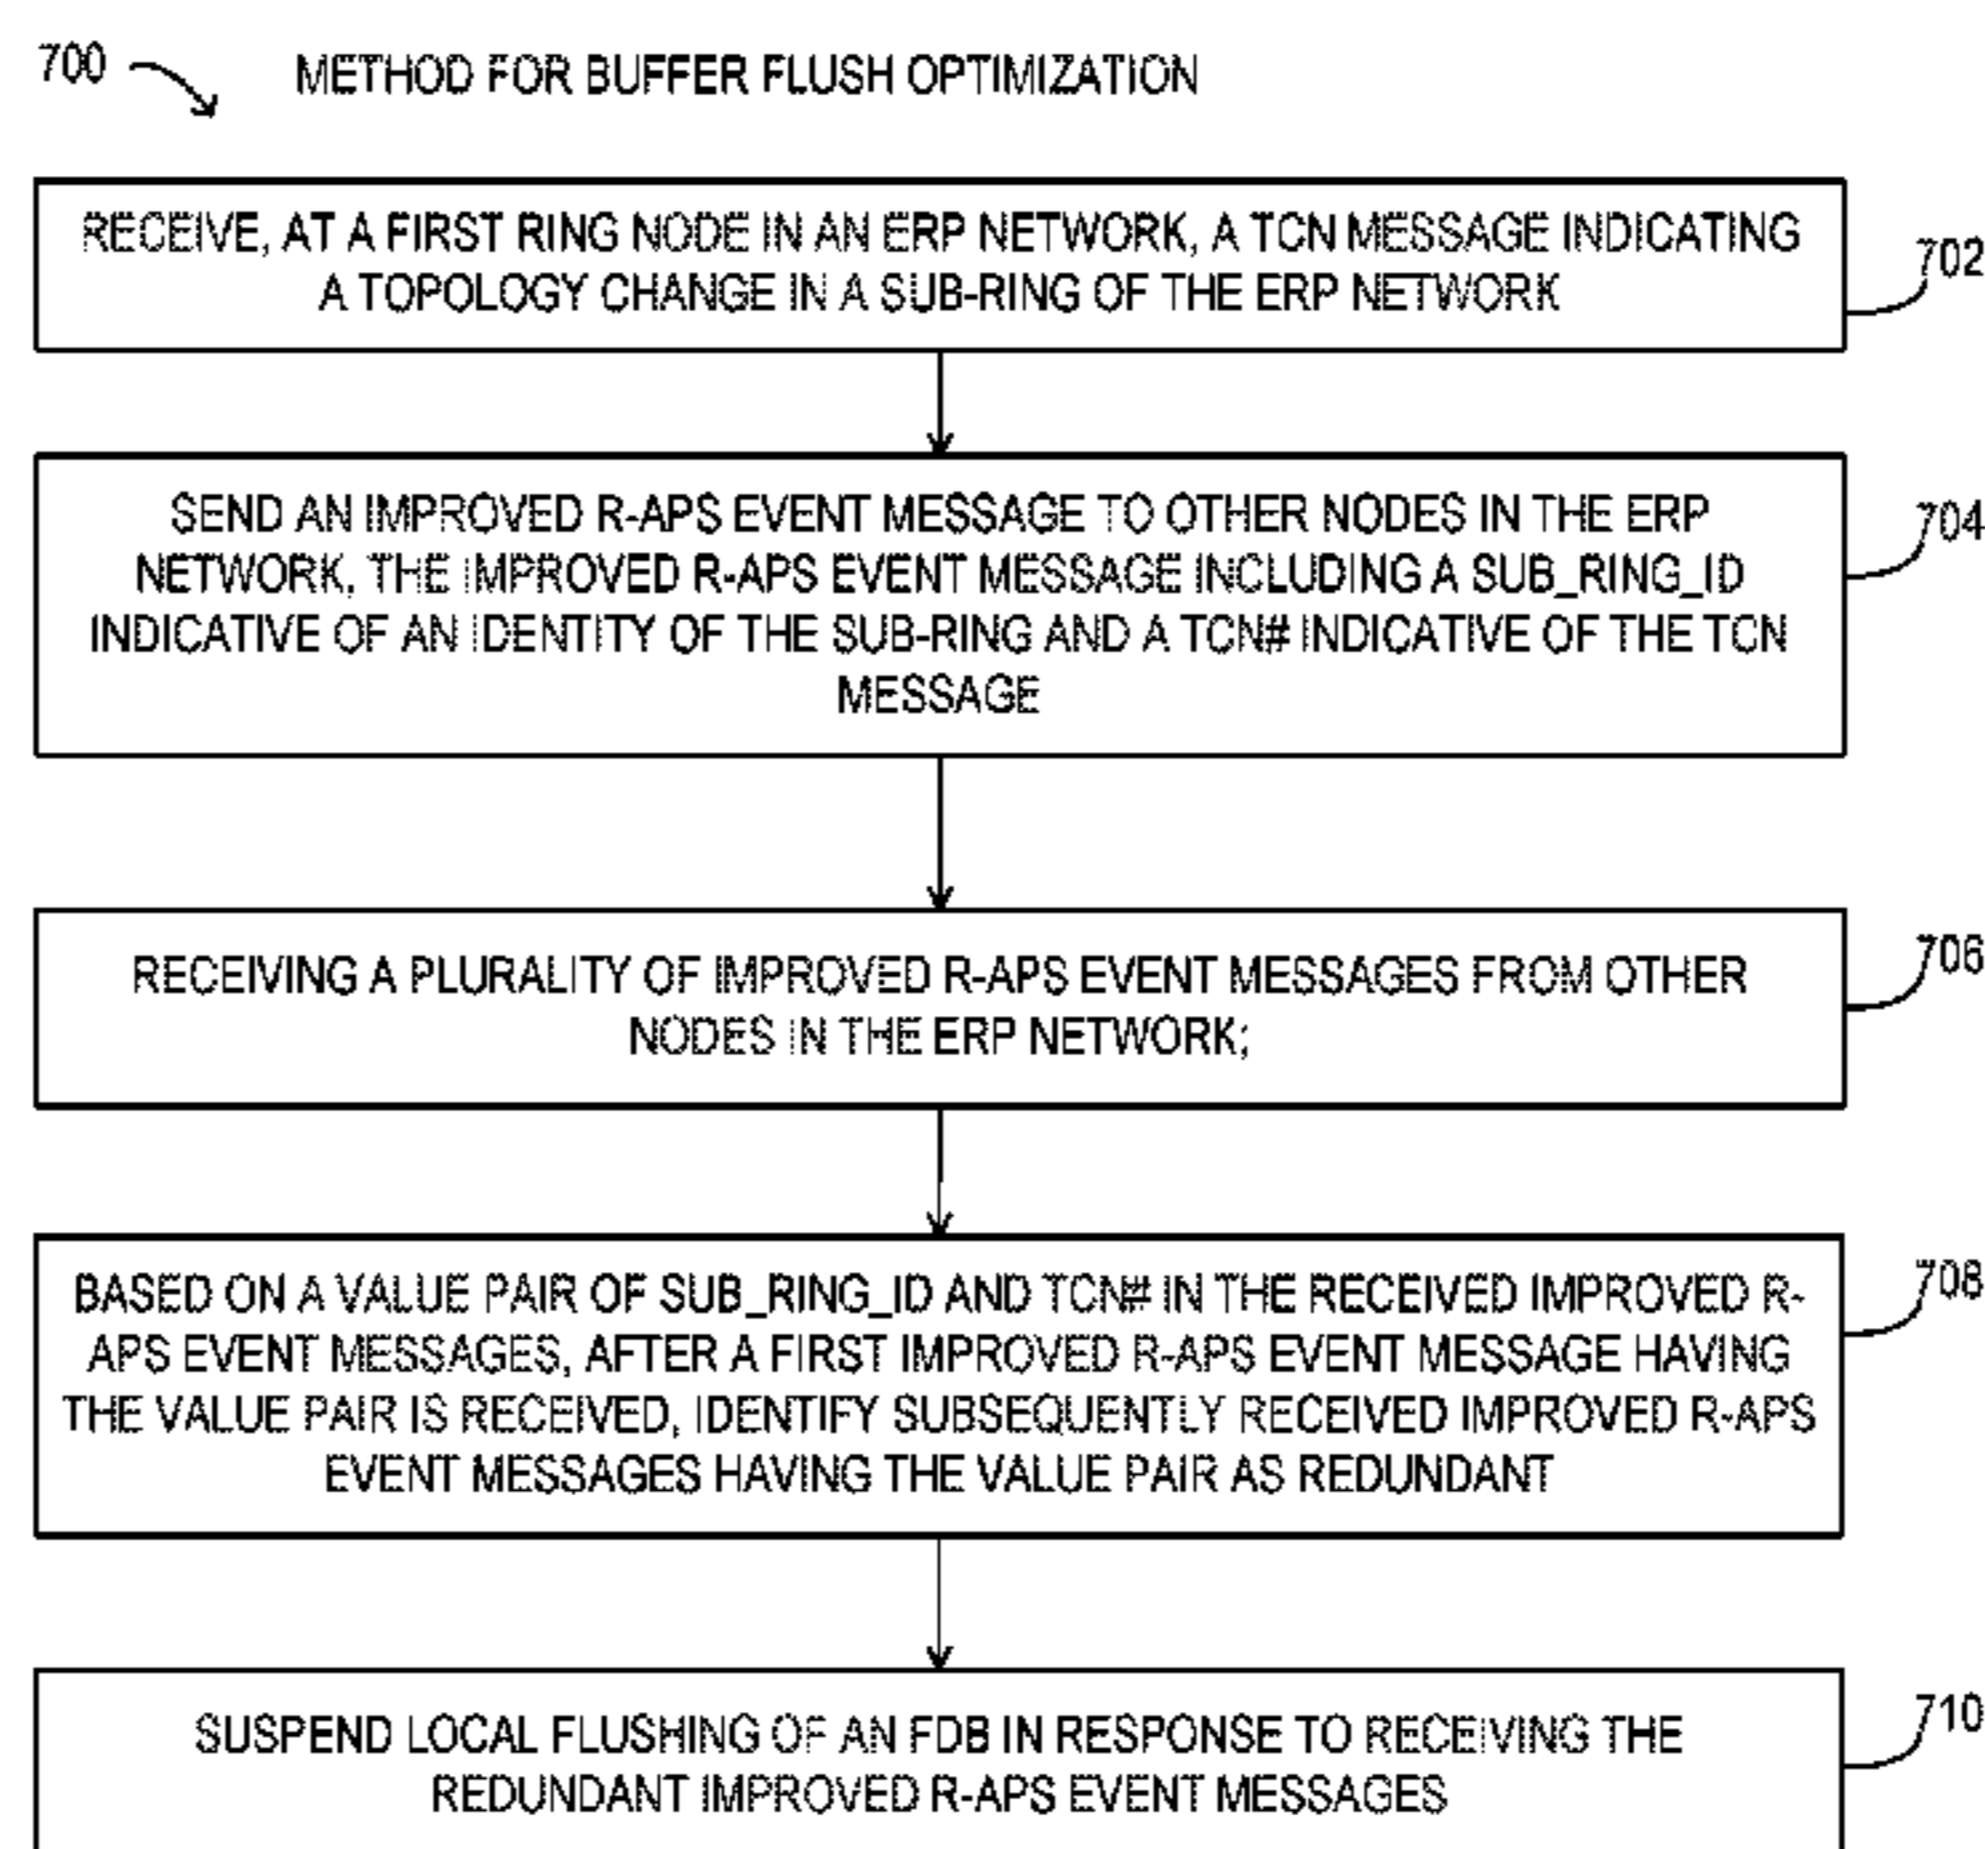 700
METHOD FOR BUFFER FLUSH OPTIMIZATION
RECEIVE, AT A FIRST RING NODE IN AN ERP NETWORK, A TCN MESSAGE INDICATING
A TOPOLOGY CHANGE IN A SUB-RING OF THE ERP NETWORK
702
SEND AN IMPROVED R-APS EVENT MESSAGE TO OTHER NODES IN THE ERP
NETWORK, THE IMPROVED R-APS EVENT MESSAGE INCLUDING A SUB_RING_ID
INDICATIVE OF AN IDENTITY OF THE SUB-RING AND A TCN# INDICATIVE OF THE TCN
MESSAGE
704
RECEIVING A PLURALITY OF IMPROVED R-APS EVENT MESSAGES FROM OTHER
NODES IN THE ERP NETWORK;
706
BASED ON A VALUE PAIR OF SUB_RING_ID AND TCN# IN THE RECEIVED IMPROVED R-
APS EVENT MESSAGES, AFTER A FIRST IMPROVED R-APS EVENT MESSAGE HAVING
THE VALUE PAIR IS RECEIVED, IDENTIFY SUBSEQUENTLY RECEIVED IMPROVED R-APS
EVENT MESSAGES HAVING THE VALUE PAIR AS REDUNDANT
708
SUSPEND LOCAL FLUSHING OF AN FDB IN RESPONSE TO RECEIVING THE
REDUNDANT IMPROVED R-APS EVENT MESSAGES
710